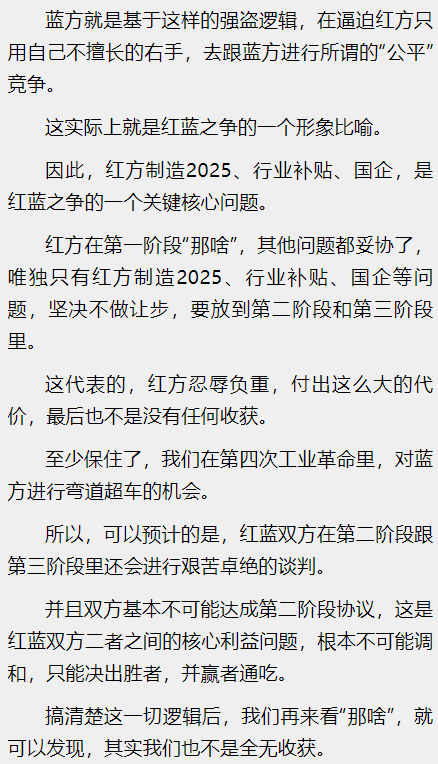 蓝方就是基于这样的强盗逻辑，在逼迫红方只
用自己不擅长的右手，去跟蓝方进行所谓的“公平”
竞争。
这实际上就是红蓝之争的一个形象比喻。
因此，红方制造2025、行业补贴、国企，是
红蓝之争的一个关键核心问题。
红方在第一阶段“那啥”，其他问题都妥协了，
唯独只有红方制造2025、行业补贴、国企等问
题，坚决不做让步，要放到第二阶段和第三阶段
里。
这代表的，红方忍辱负重，付出这么大的代
价，最后也不是没有任何收获。
至少保住了，我们在第四次工业革命里，对蓝
方进行弯道超车的机会。
所以，可以预计的是，红蓝双方在第二阶段跟
第三阶段里还会进行艰苦卓绝的谈判。
并且双方基本不可能达成第二阶段协议，这是
红蓝双方二者之间的核心利益问题，根本不可能调
和，只能决出胜者，并赢者通吃。
搞清楚这一切逻辑后，我们再来看“那啥”，就
可以发现，其实我们也不是全无收获。